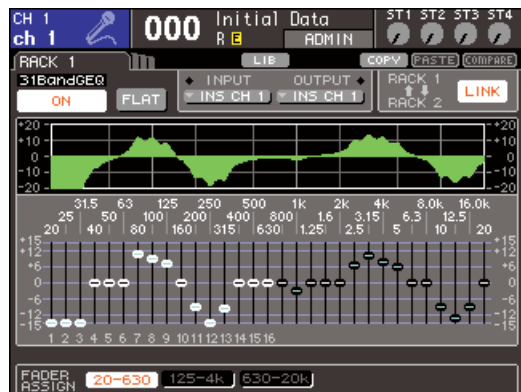 CH 1
ch 1
000
Initial Data
R E
ADMIN
ST1 ST2 ST3 ST4
RACK 1
LIB
COPY
PASTE
COMPARE
31BandGEQ
ON
FLAT
INPUT
INS CH 1
OUTPUT
INS CH 1
RACK 1
RACK 2
LINK
+20
+10
0
-10
-20
+20
+10
0
-10
-20
31.5 63 125 250 500 1k 2k 4k 8.0k 16.0k
25 50 100 200 400 800 1.6 3.15 6.3 12.5
20 40 80 160 315 630 1.25 2.5 5 10 20
+15
+12
+6
0
-6
-12
-15
+15
+12
+6
0
-6
-12
-15
1 2 3 4 5 6 7 8 9 10 11 12 13 14 15 16
FADER
ASSIGN
20-630
125-4k
630-20k